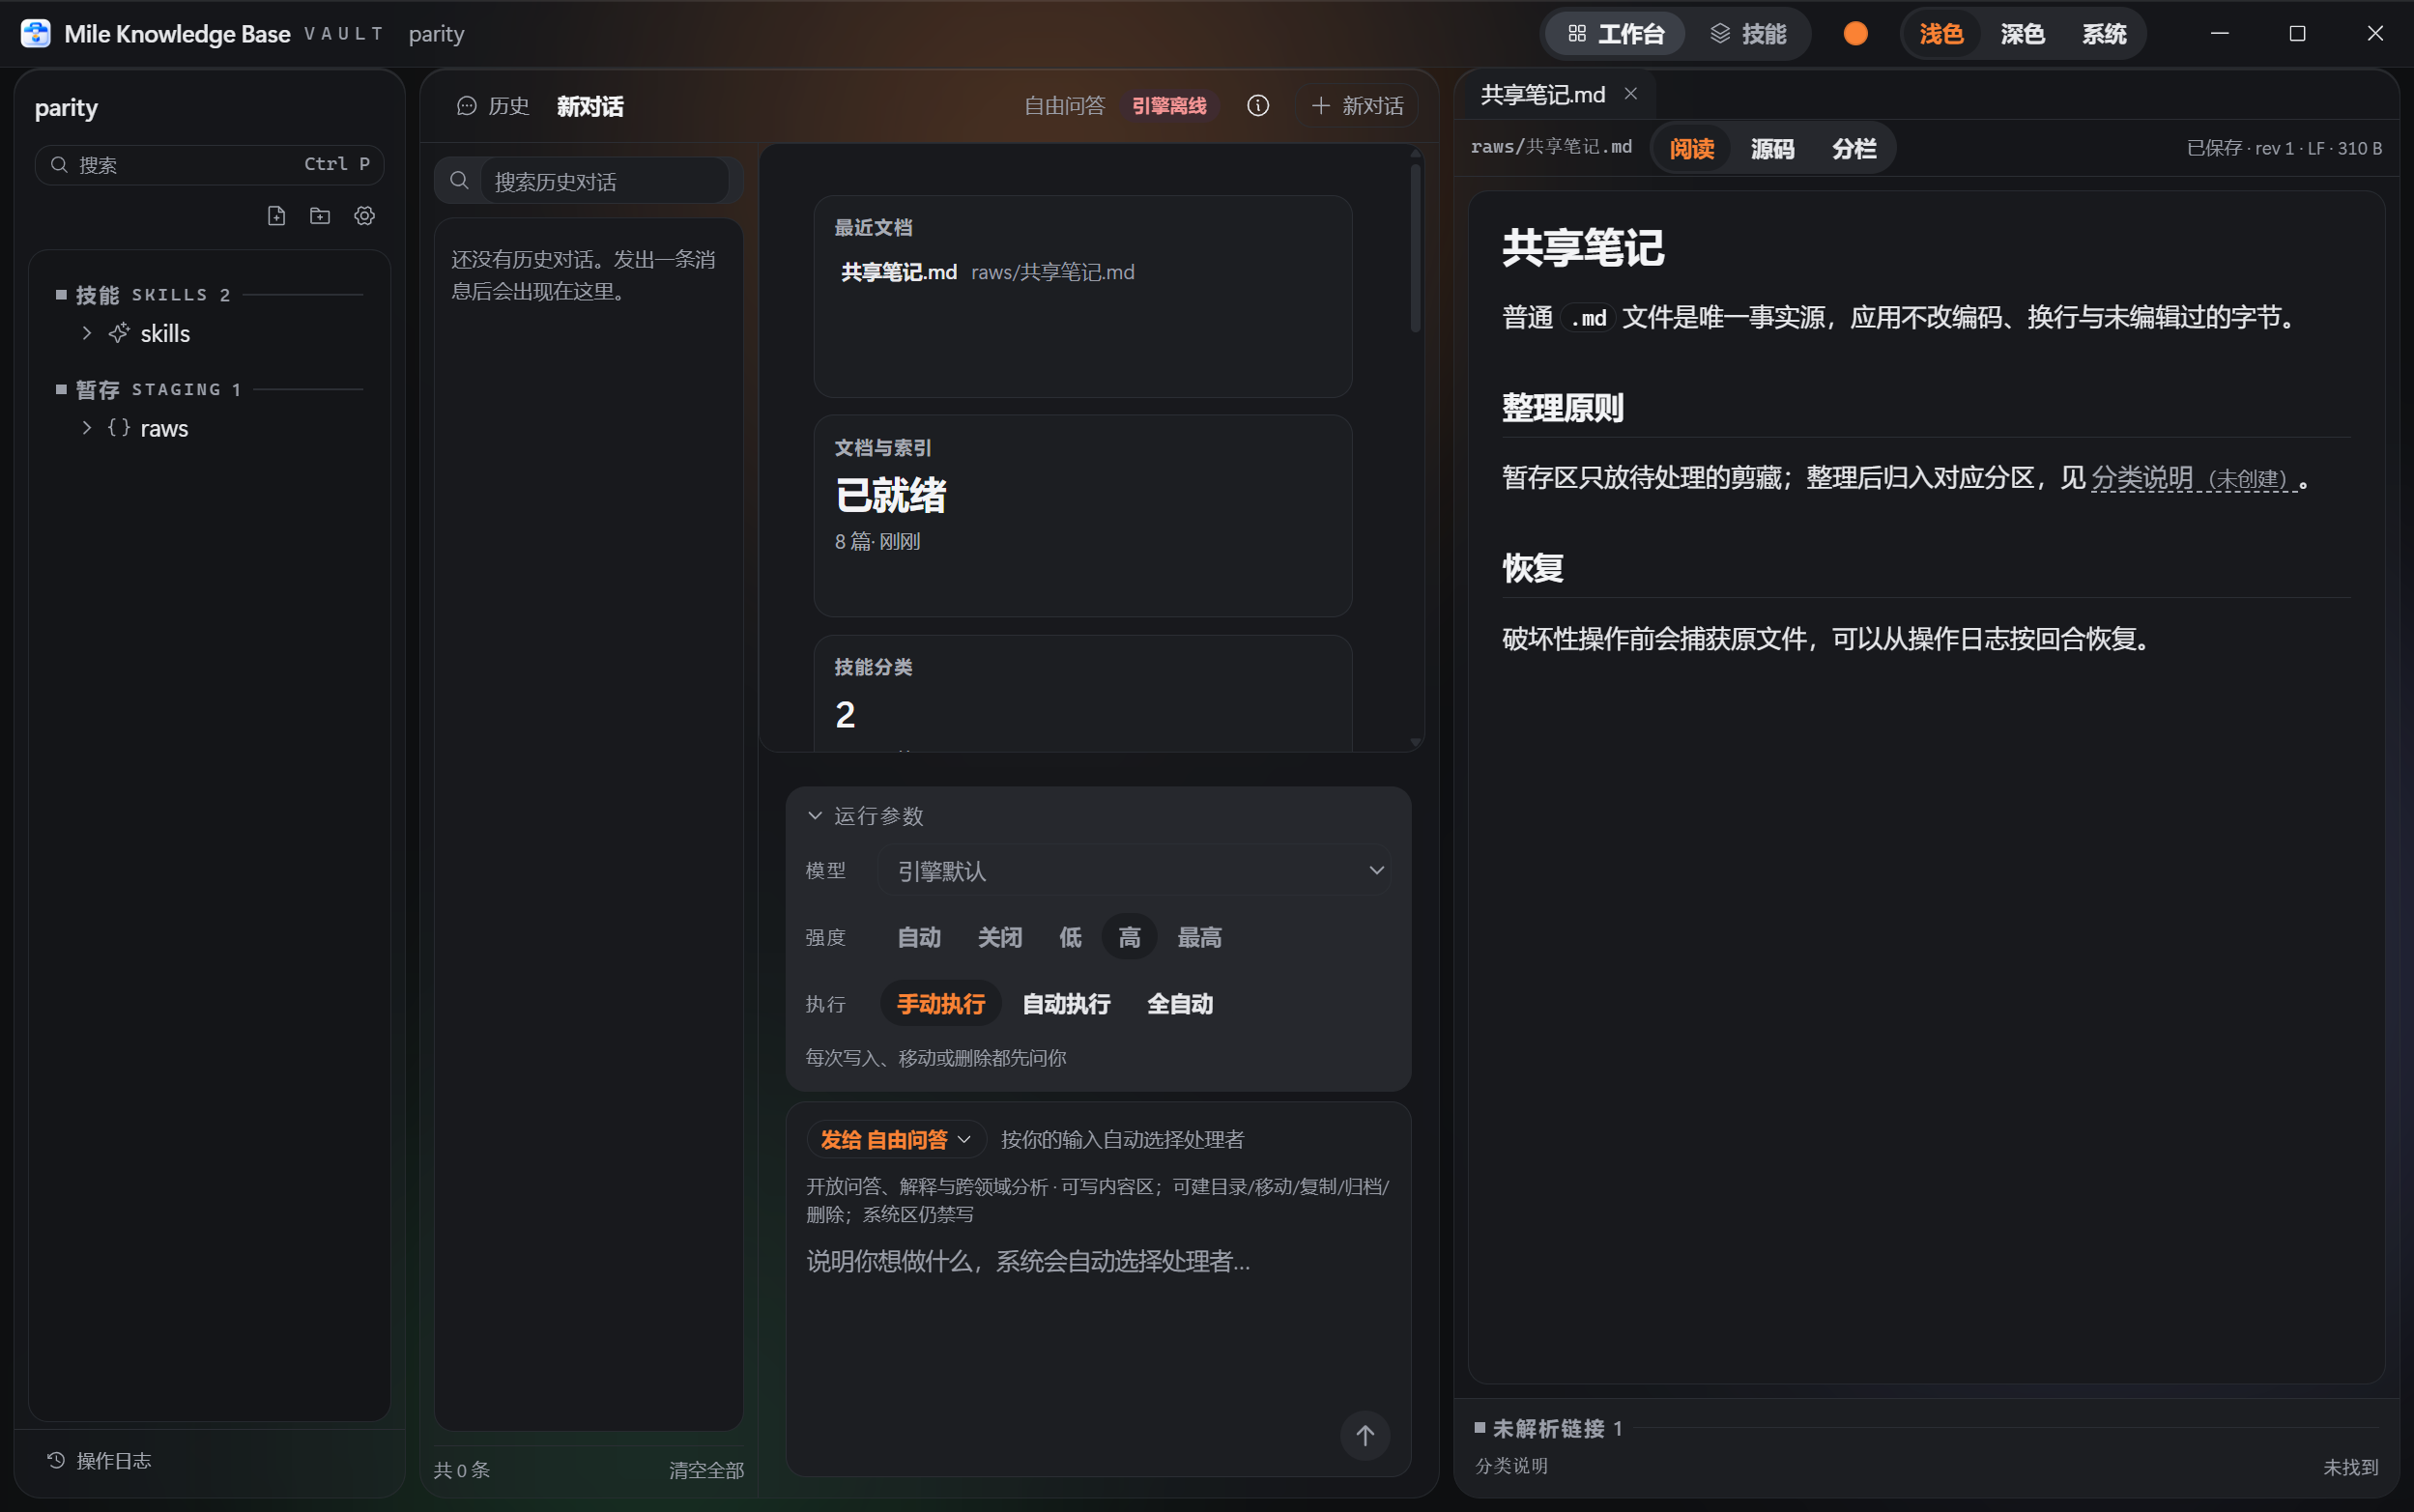 Mile Knowledge Base VAULT parity
工作台 技能 浅色 深色 系统
parity
搜索 Ctrl P
技能 SKILLS 2
skills
暂存 STAGING 1
raws
操作日志
历史 新对话
自由问答 引擎离线 新对话
搜索历史对话
还没有历史对话。发出一条消
息后会出现在这里。
共 0 条 清空全部
最近文档
共享笔记.md raws/共享笔记.md
文档与索引
已就绪
8 篇· 刚刚
技能分类
2
运行参数
模型 引擎默认
强度 自动 关闭 低 高 最高
执行 手动执行 自动执行 全自动
每次写入、移动或删除都先问你
发给 自由问答 按你的输入自动选择处理者
开放问答、解释与跨领域分析 · 可写内容区；可建目录/移动/复制/归档/
删除；系统区仍禁写
说明你想做什么，系统会自动选择处理者...
共享笔记.md
raws/共享笔记.md 阅读 源码 分栏 已保存 · rev 1 · LF · 310 B
共享笔记
普通 .md 文件是唯一事实源，应用不改编码、换行与未编辑过的字节。
整理原则
暂存区只放待处理的剪藏；整理后归入对应分区，见 分类说明（未创建）。
恢复
破坏性操作前会捕获原文件，可以从操作日志按回合恢复。
未解析链接 1
分类说明 未找到